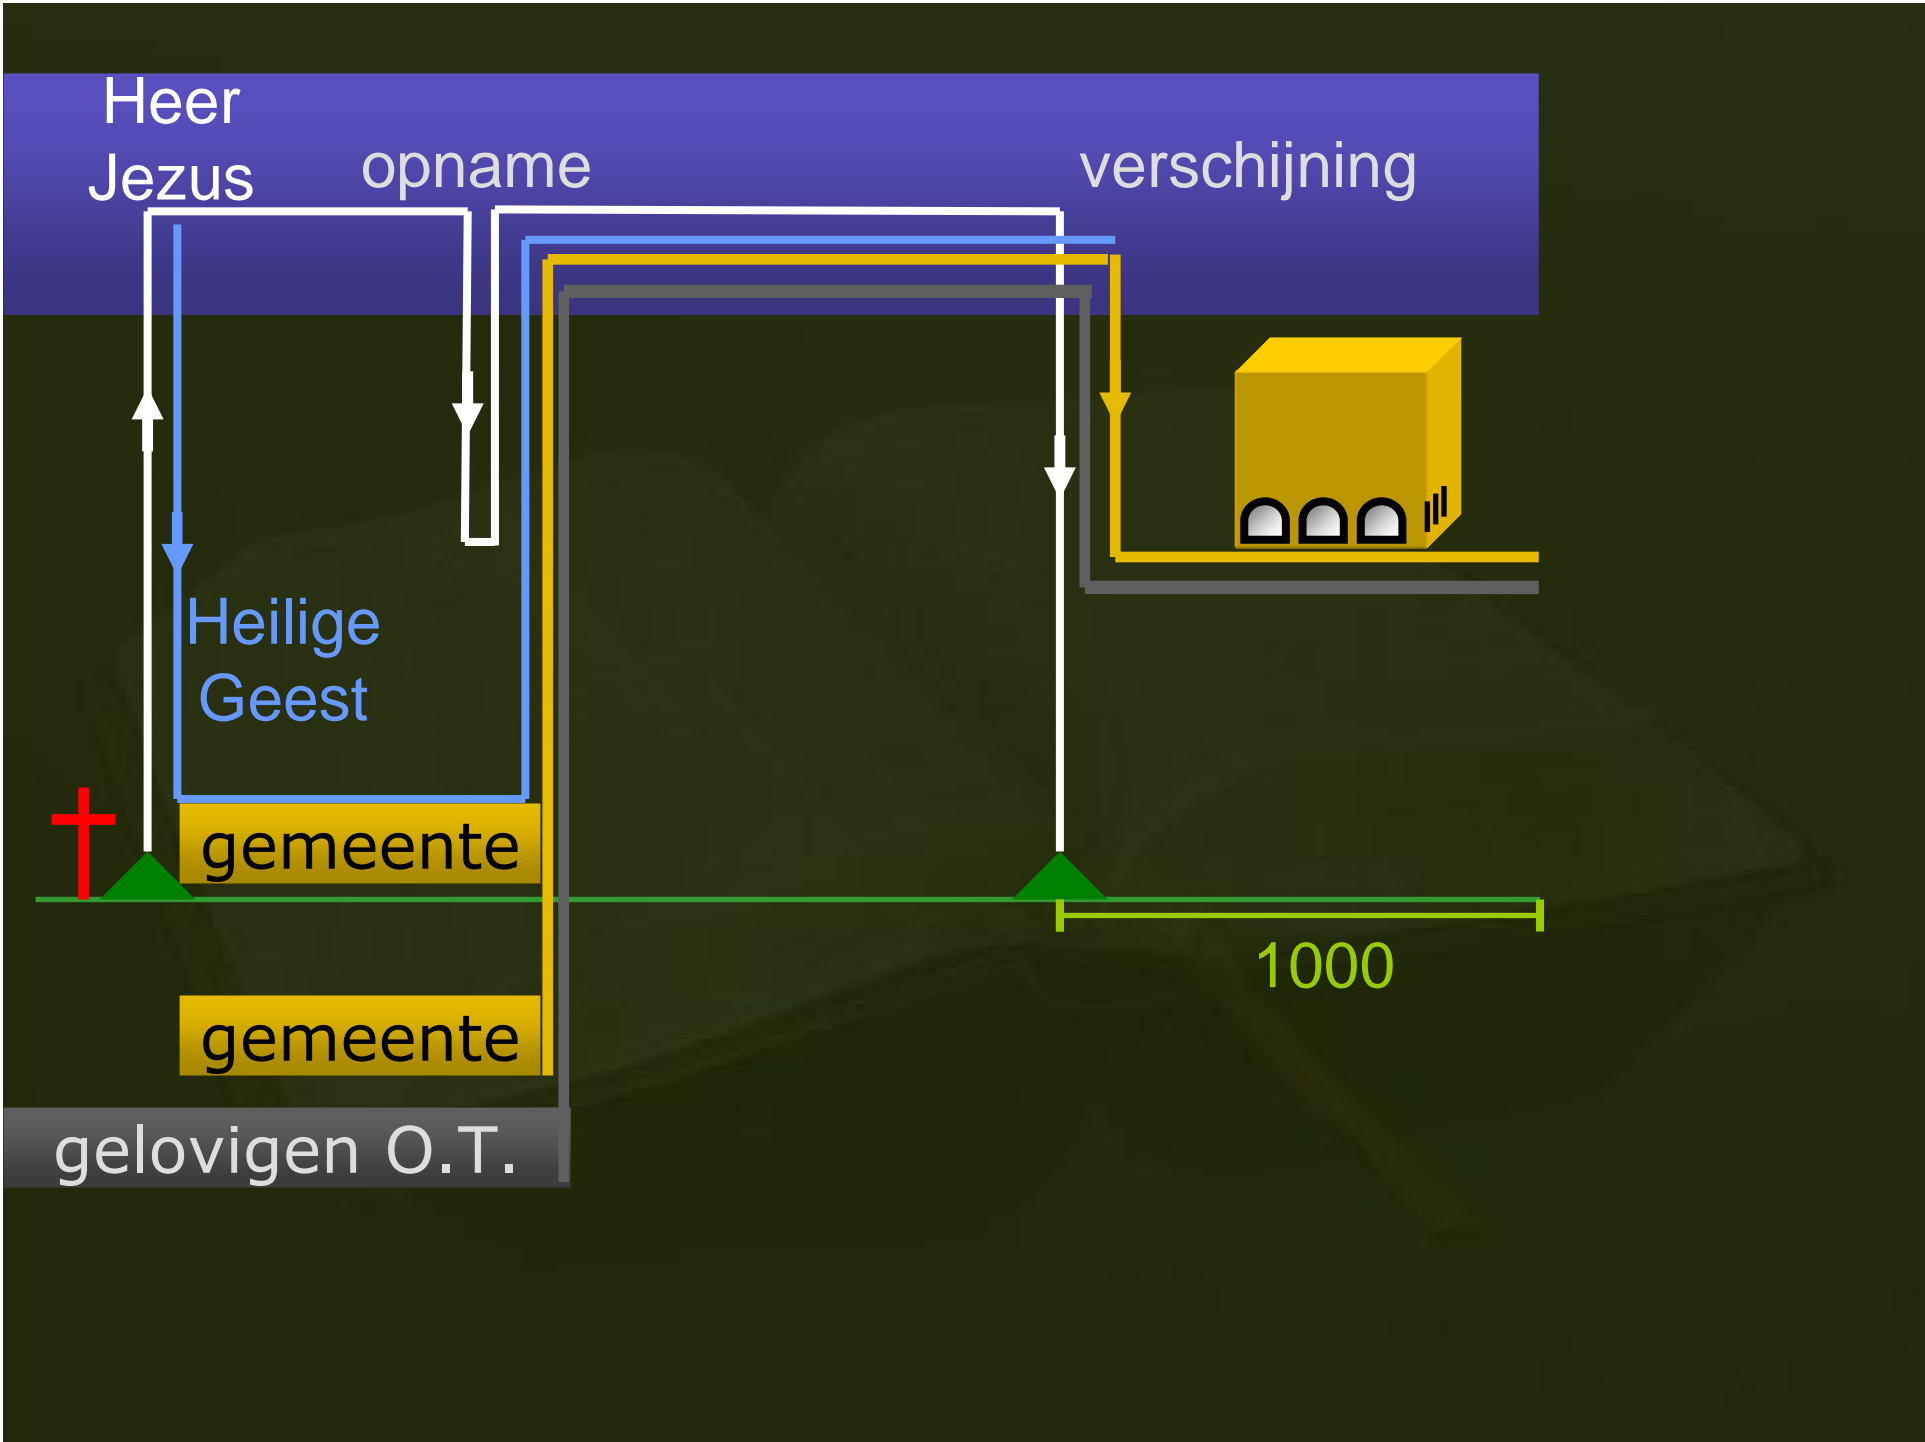 Heer
Jezus
opname
verschijning
Heilige
Geest
gemeente
1000
gemeente
gelovigen O.T.